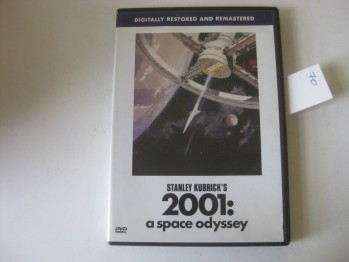 DIGITALLY RESTORED AND REMASTERED
STANLEY KUBRICK'S
2001:
a space odyssey
DVD